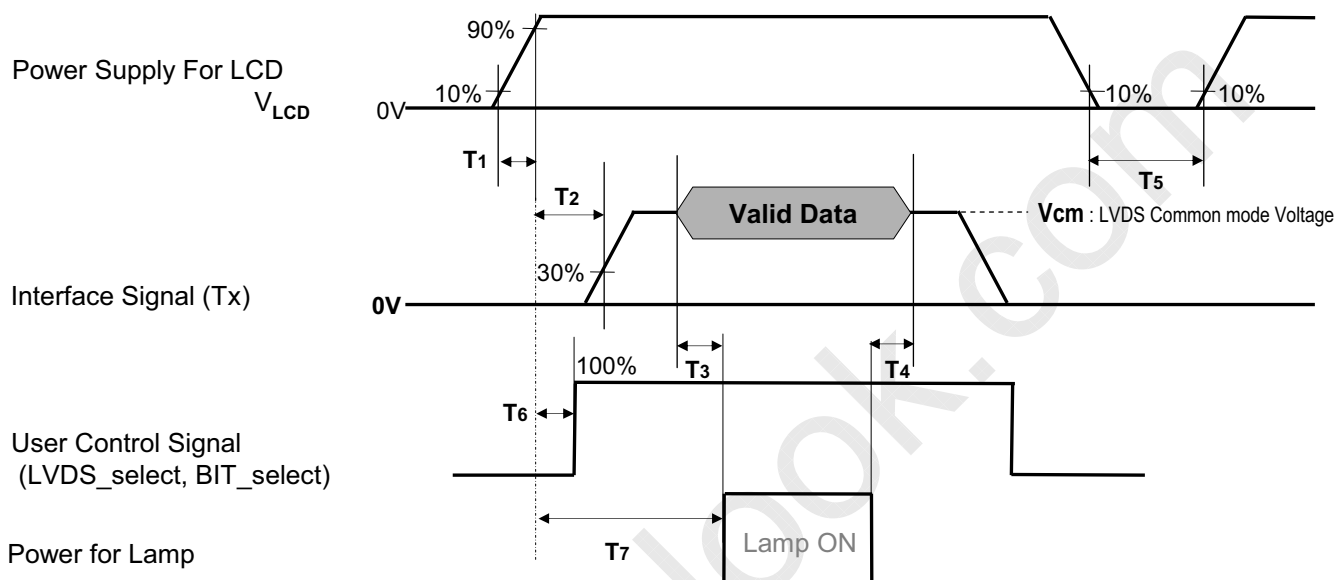 90%
Power Supply For LCD
VLCD
10%
0V
10%
10%
T1
T2
T5
Valid Data
Vcm : LVDS Common mode Voltage
30%
Interface Signal (Tx)
0V
T3
T4
100%
T6
User Control Signal
(LVDS_select, BIT_select)
T7
Lamp ON
Power for Lamp
look.com